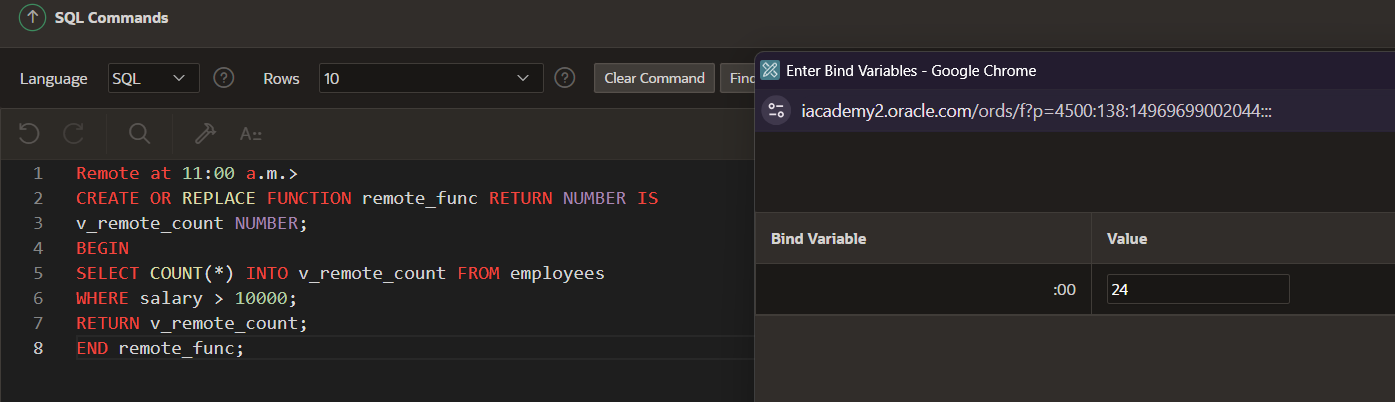 SQL Commands
Language SQL Rows 10 Clear Command Find
Enter Bind Variables - Google Chrome
iacademy2.oracle.com/ords/f?p=4500:138:14969699002044:::
1 Remote at 11:00 a.m.>
2 CREATE OR REPLACE FUNCTION remote_func RETURN NUMBER IS
3 v_remote_count NUMBER;
4 BEGIN
5 SELECT COUNT(*) INTO v_remote_count FROM employees
6 WHERE salary > 10000;
7 RETURN v_remote_count;
8 END remote_func;
Bind Variable Value
:00 24